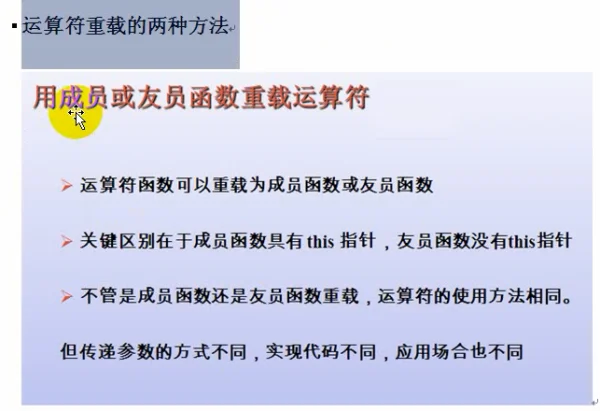 运算符重载的两种方法
用成员或友员函数重载运算符
运算符函数可以重载为成员函数或友员函数
关键区别在于成员函数具有 this 指针，友员函数没有this指针
不管是成员函数还是友员函数重载，运算符的使用方法相同。
但传递参数的方式不同，实现代码不同，应用场合也不同